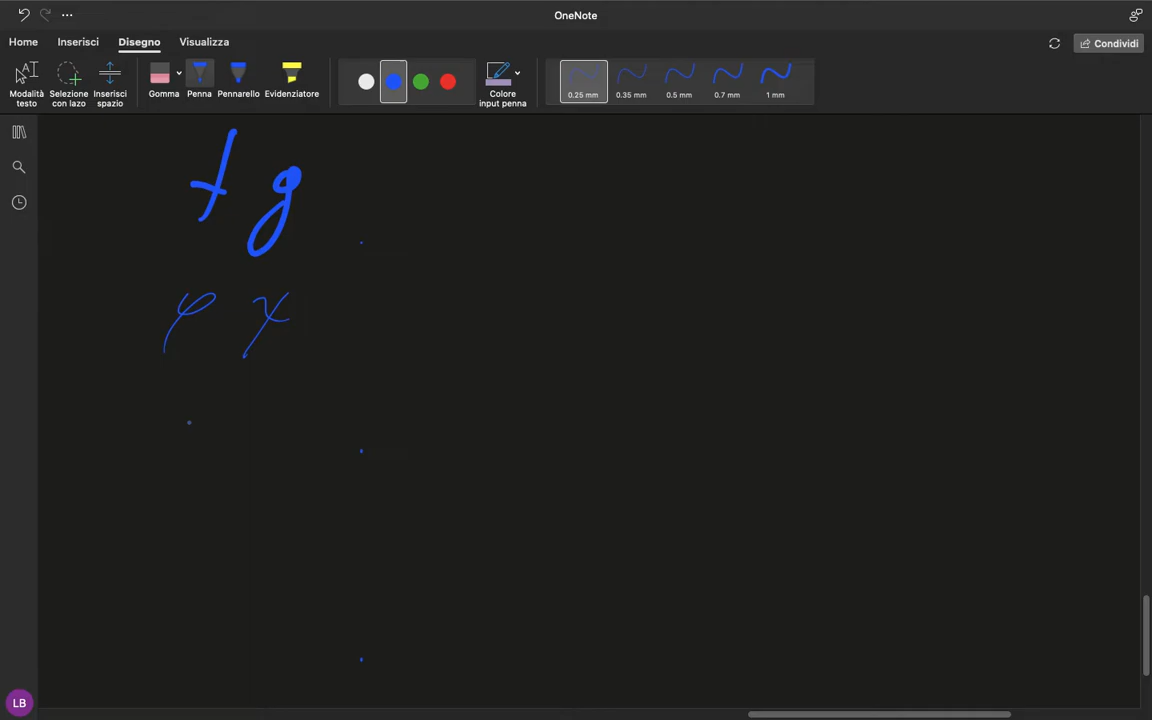 OneNote
Home Inserisci Disegno Visualizza
Condividi
Modalità testo
Selezione con lazo
Inserisci spazio
Gomma
Penna
Pennarello
Evidenziatore
Colore input penna
0.25 mm
0.35 mm
0.5 mm
0.7 mm
1 mm
t g
φ χ
LB